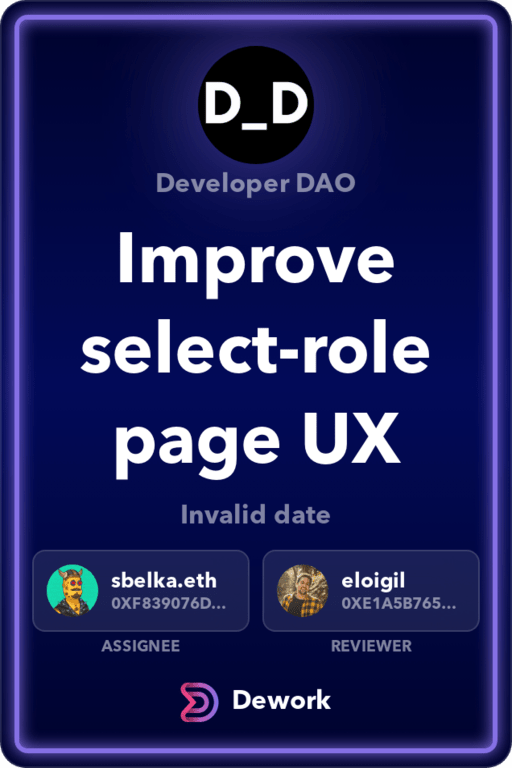 D_D
Developer DAO
Improve
select-role
page UX
Invalid date
sbelka.eth
0XF839076D...
ASSIGNEE
eloigil
0XE1A5B765...
REVIEWER
Dework